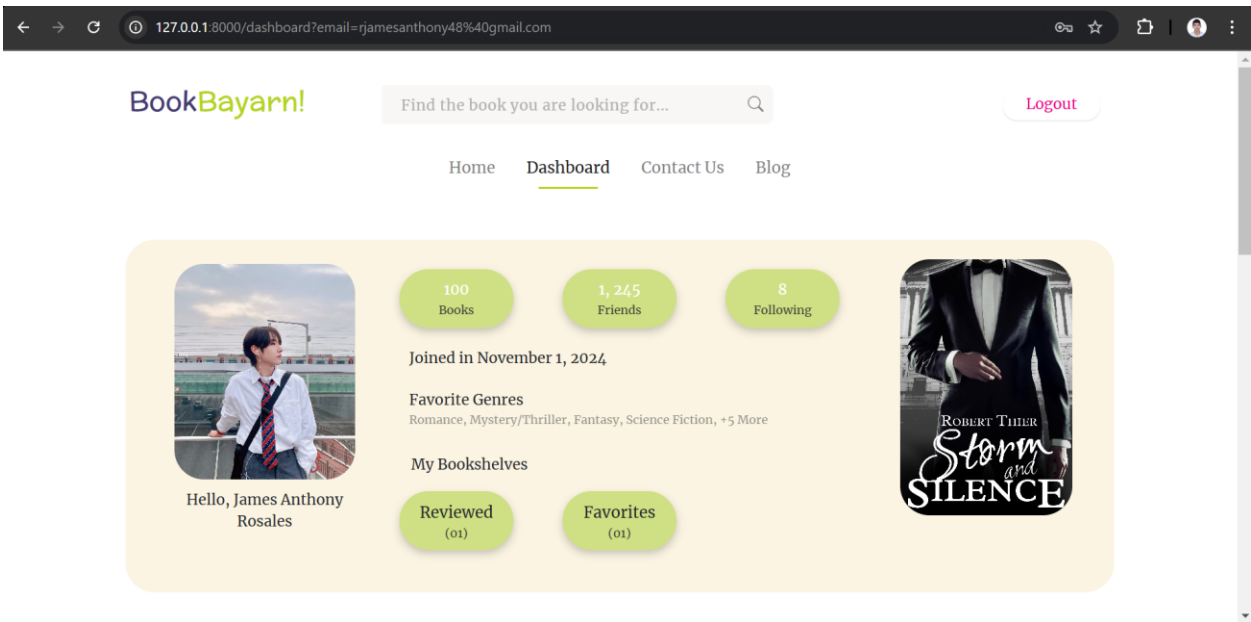 127.0.0.1:8000/dashboard?email=rjamesanthony48%40gmail.com
BookBayarn!
Find the book you are looking for...
Logout
Home Dashboard Contact Us Blog
100
Books
1, 245
Friends
8
Following
Joined in November 1, 2024
Favorite Genres
Romance, Mystery/Thriller, Fantasy, Science Fiction, +5 More
My Bookshelves
Reviewed
(01)
Favorites
(01)
Hello, James Anthony
Rosales
ROBERT THIER
Storm
and
SILENCE